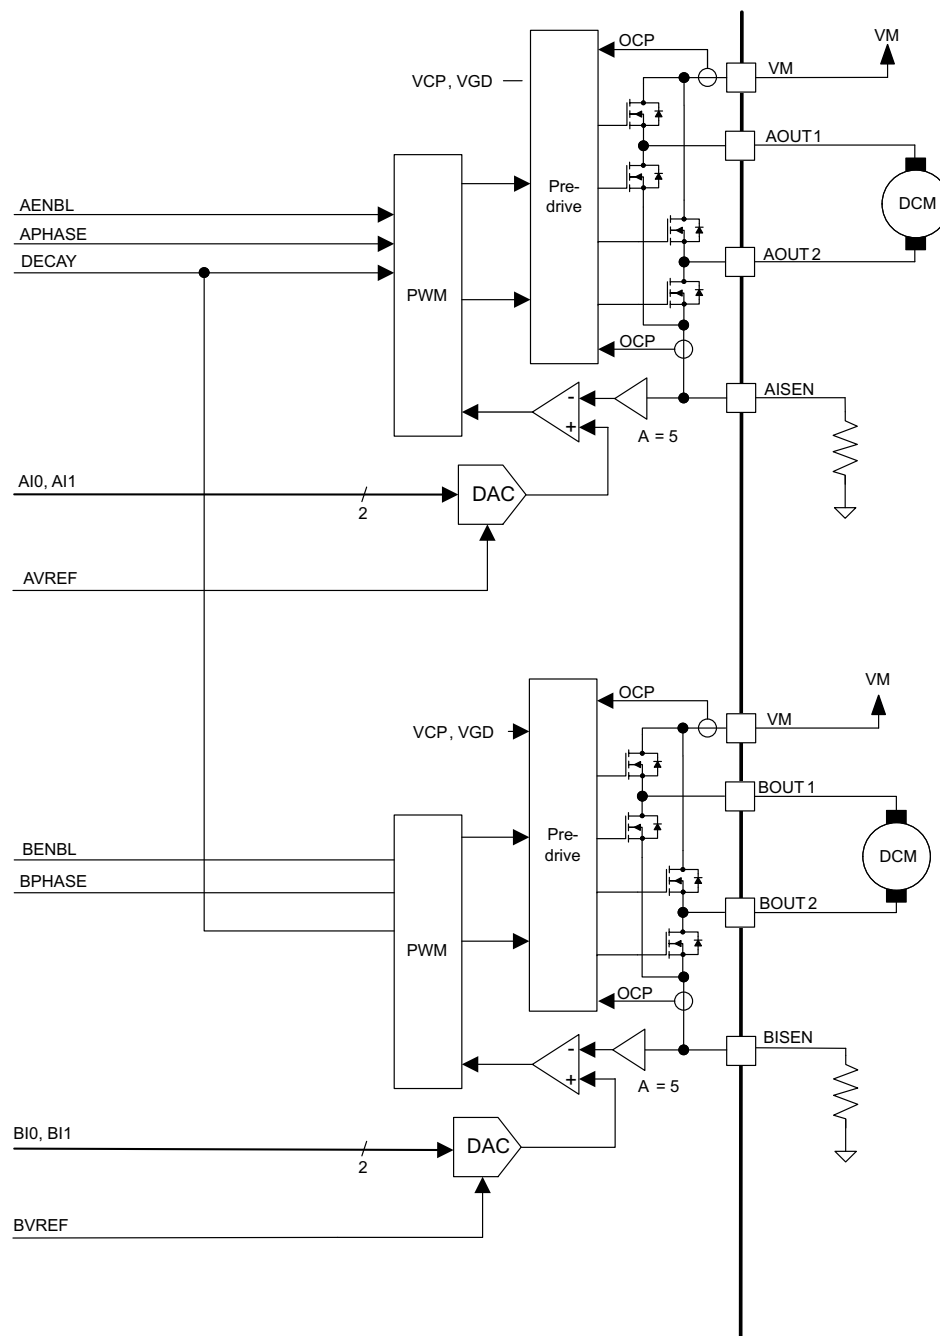 OCP
VM
VCP, VGD
VM
AOUT1
AENBL
APHASE
DECAY
Pre-
drive
DCM
AOUT2
PWM
OCP
AISEN
-
+
A = 5
AI0, AI1
2
DAC
AVREF
VM
OCP
VM
VCP, VGD
BOUT1
BENBL
BPHASE
Pre-
drive
DCM
BOUT2
PWM
OCP
BISEN
-
+
A = 5
BI0, BI1
2
DAC
BVREF